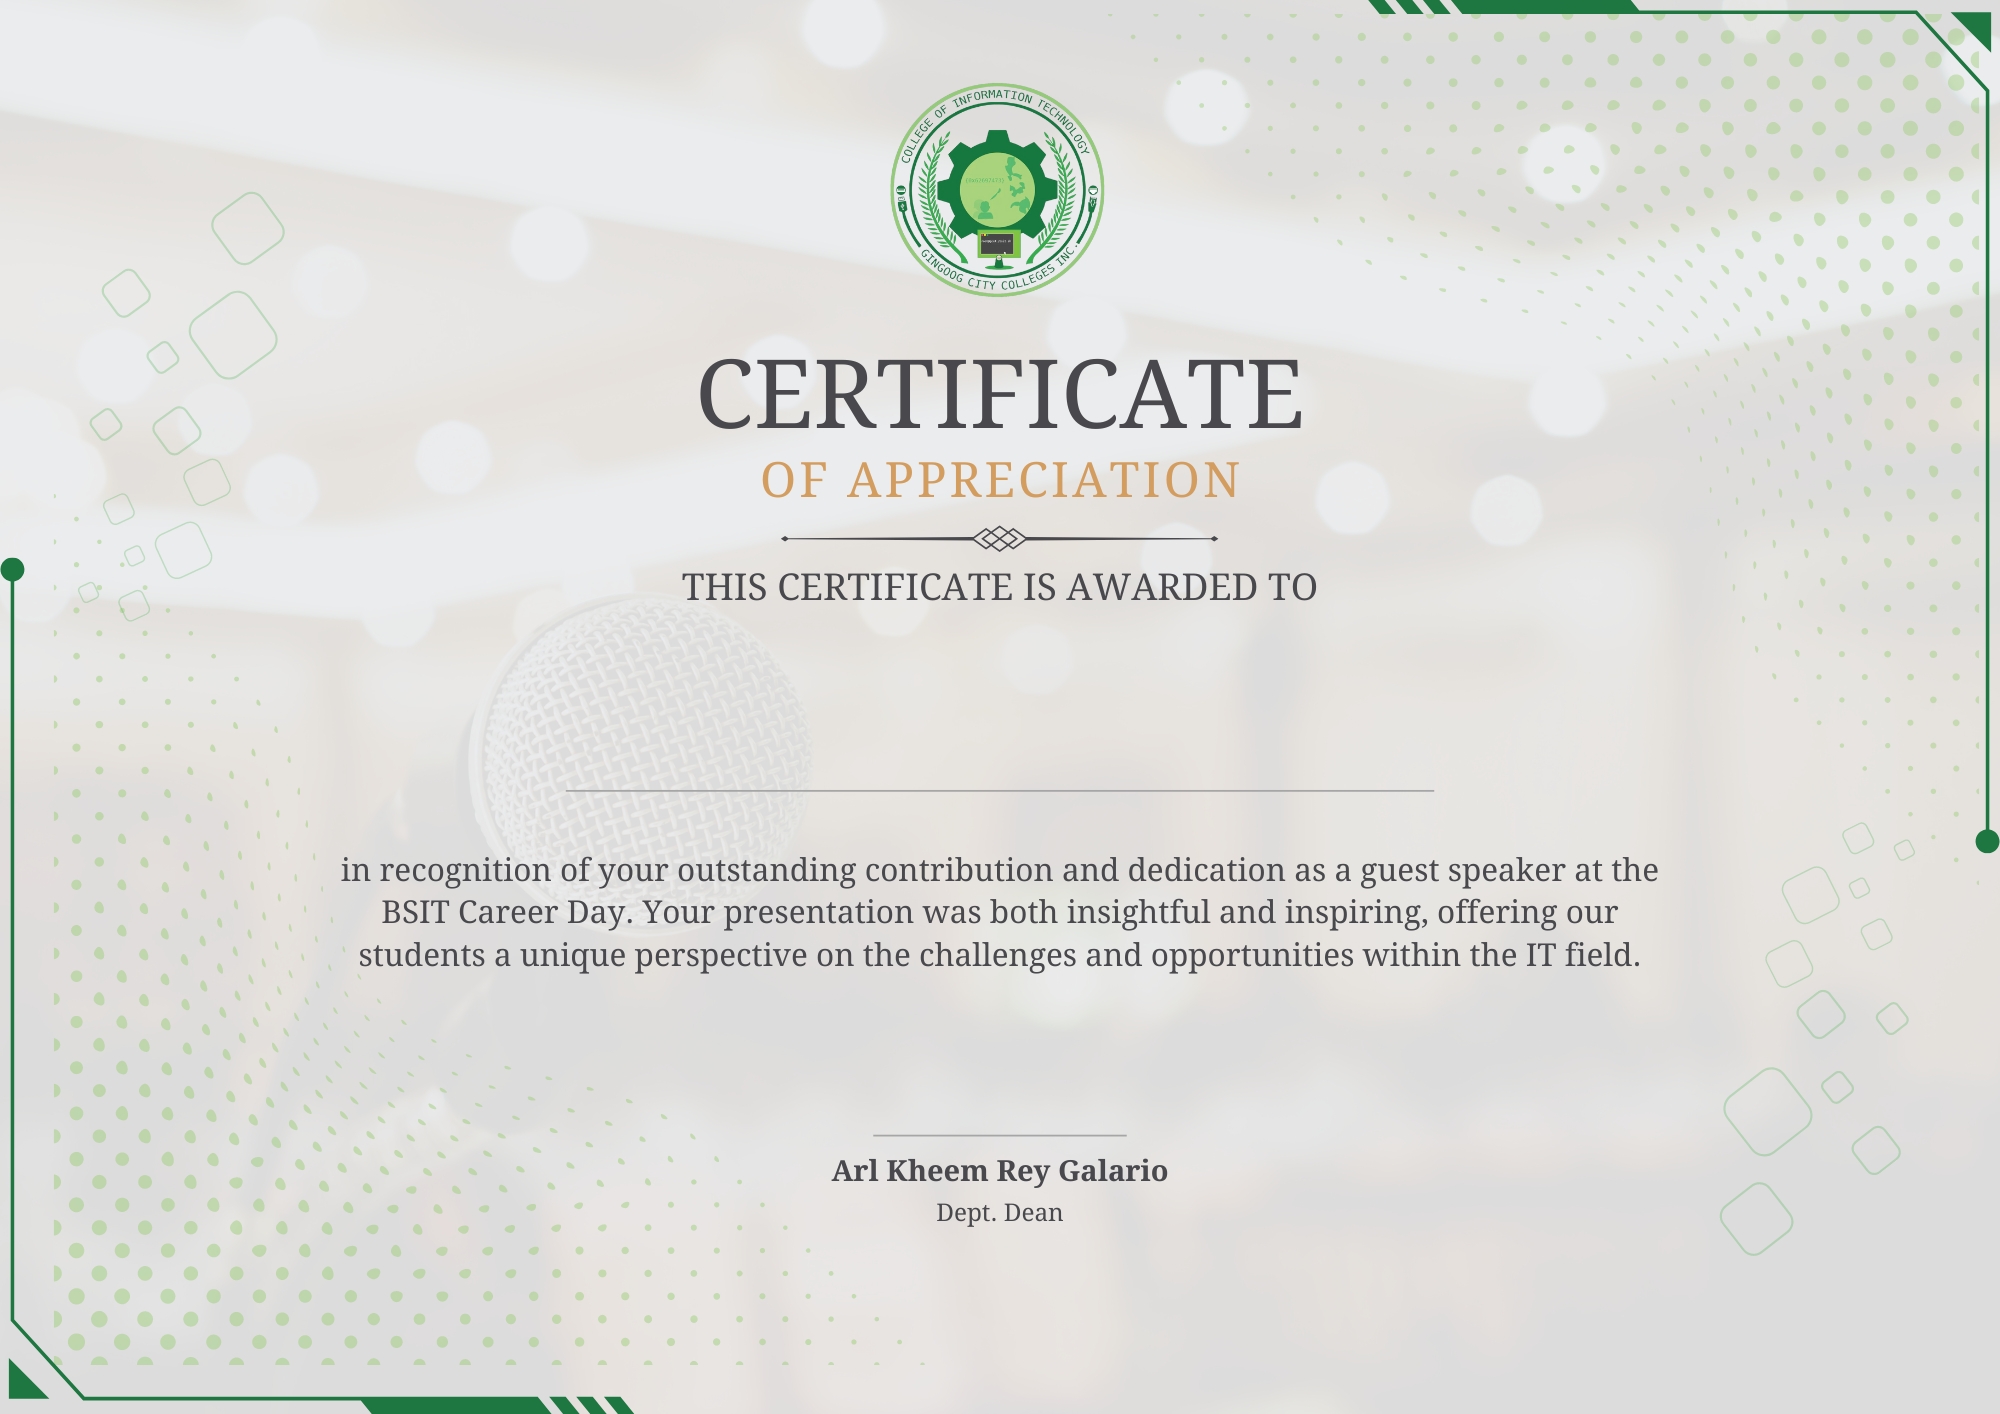 COLLEGE OF INFORMATION TECHNOLOGY
GINGOOG CITY COLLEGES INC.
CERTIFICATE
OF APPRECIATION
THIS CERTIFICATE IS AWARDED TO
in recognition of your outstanding contribution and dedication as a guest speaker at the
BSIT Career Day. Your presentation was both insightful and inspiring, offering our
students a unique perspective on the challenges and opportunities within the IT field.
Arl Kheem Rey Galario
Dept. Dean